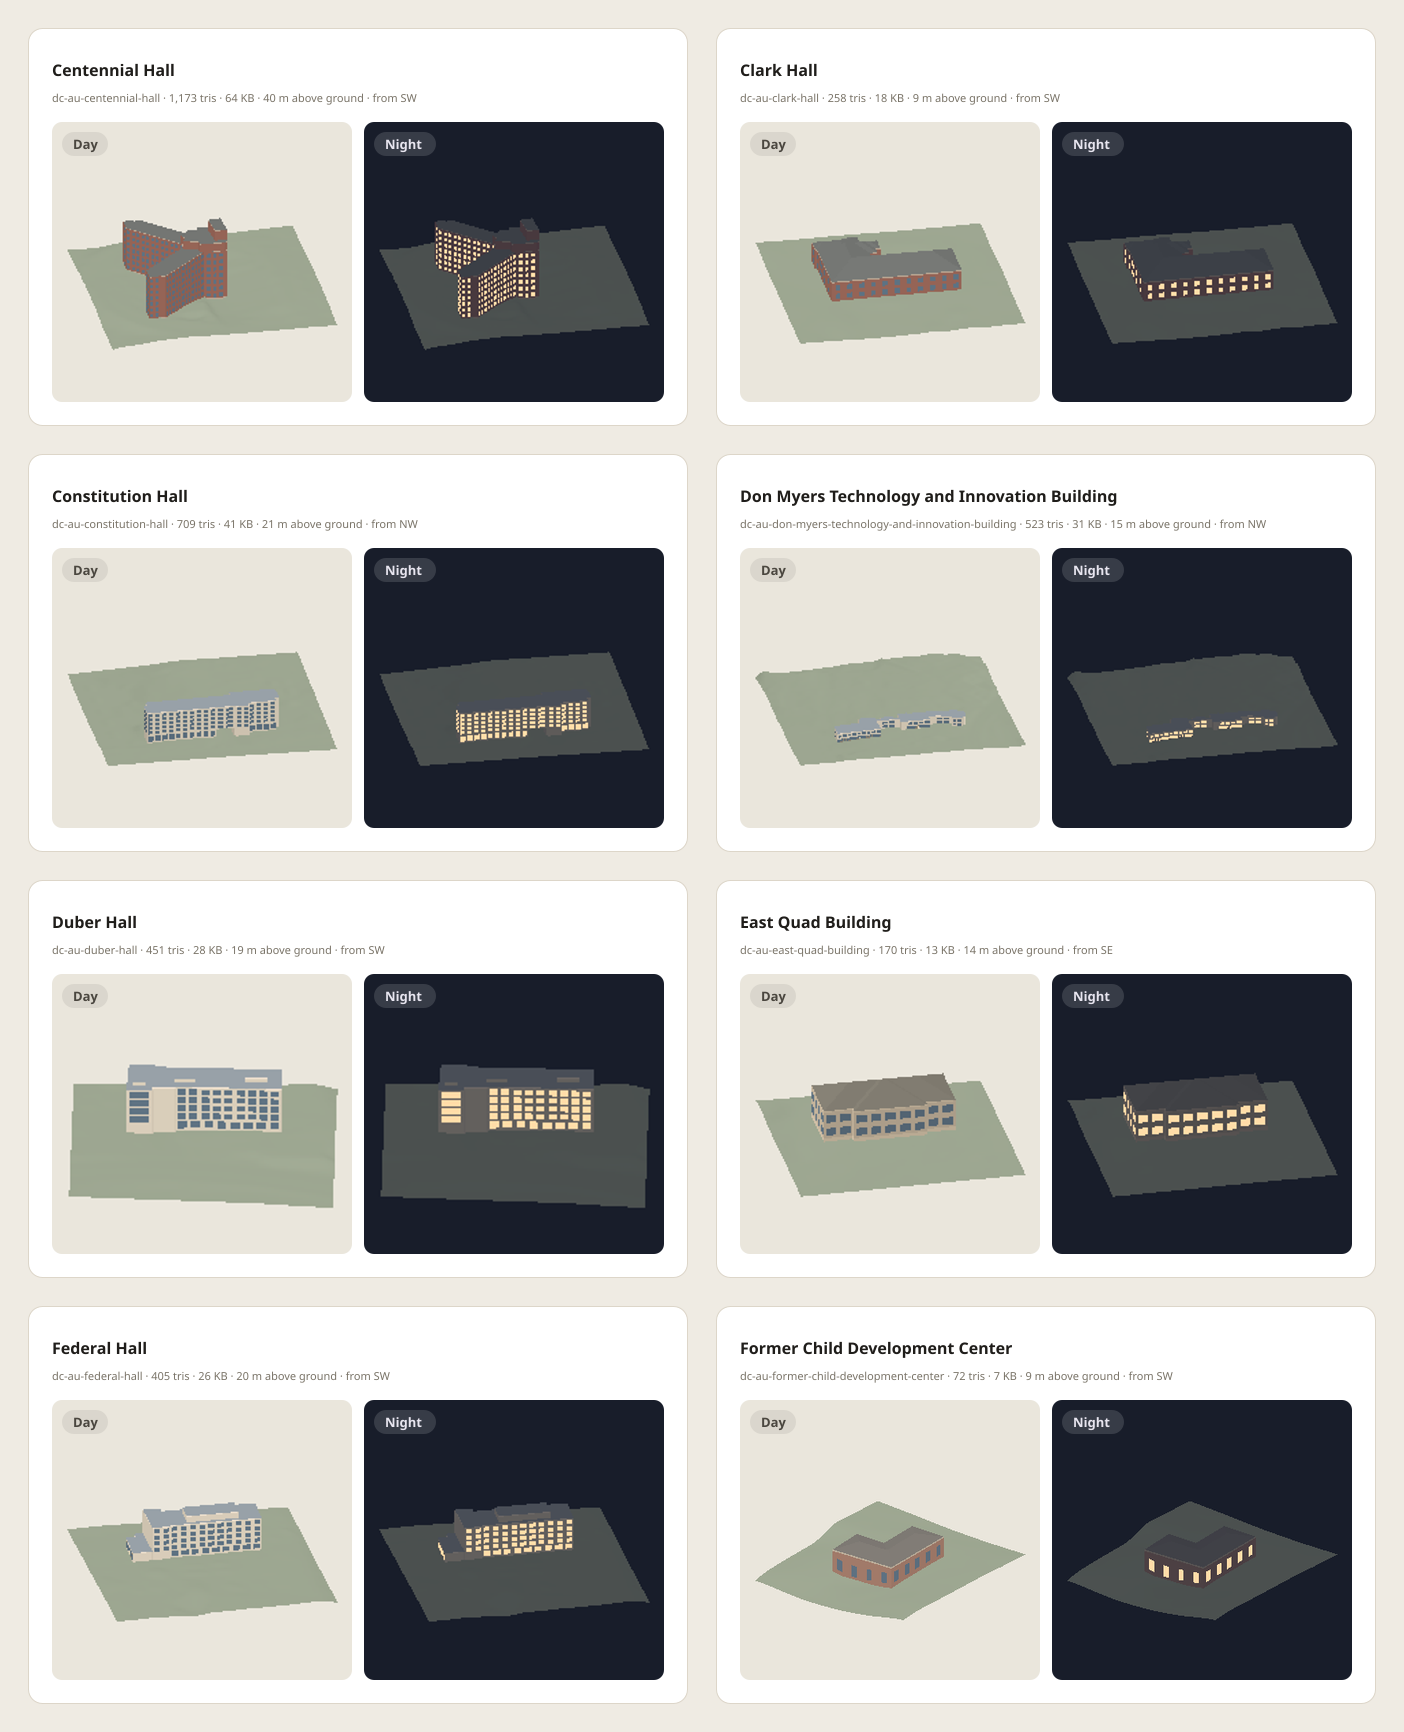 Centennial Hall
dc-au-centennial-hall · 1,173 tris · 64 KB · 40 m above ground · from SW
Day
Night
Clark Hall
dc-au-clark-hall · 258 tris · 18 KB · 9 m above ground · from SW
Day
Night
Constitution Hall
dc-au-constitution-hall · 709 tris · 41 KB · 21 m above ground · from NW
Day
Night
Don Myers Technology and Innovation Building
dc-au-don-myers-technology-and-innovation-building · 523 tris · 31 KB · 15 m above ground · from NW
Day
Night
Duber Hall
dc-au-duber-hall · 451 tris · 28 KB · 19 m above ground · from SW
Day
Night
East Quad Building
dc-au-east-quad-building · 170 tris · 13 KB · 14 m above ground · from SE
Day
Night
Federal Hall
dc-au-federal-hall · 405 tris · 26 KB · 20 m above ground · from SW
Day
Night
Former Child Development Center
dc-au-former-child-development-center · 72 tris · 7 KB · 9 m above ground · from SW
Day
Night